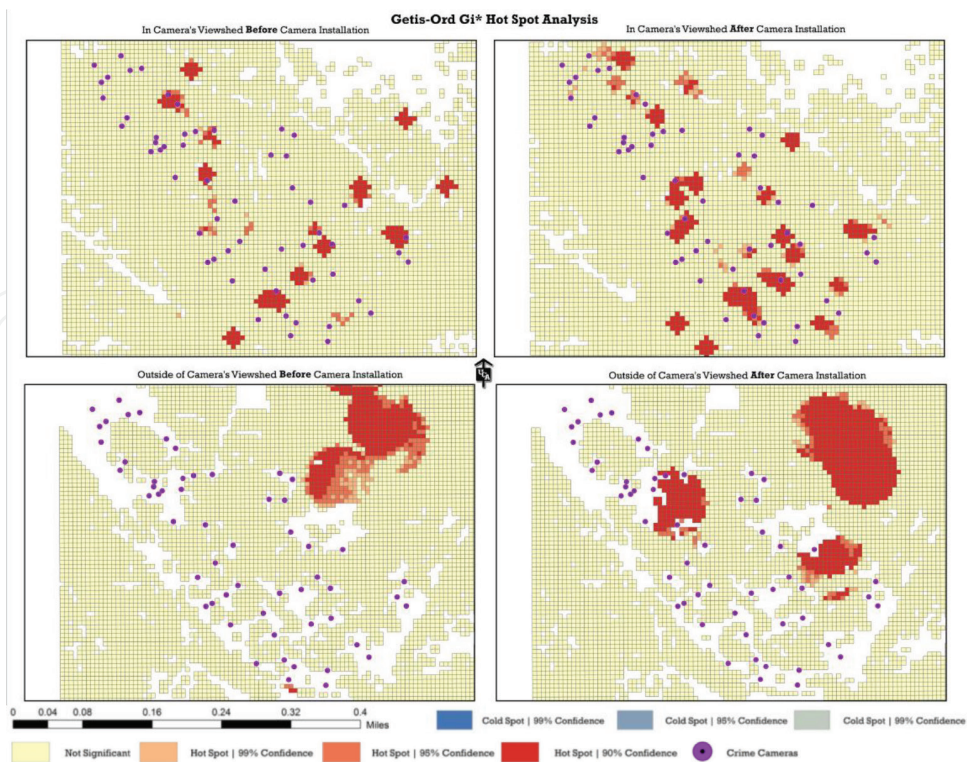 Getis-Ord Gi* Hot Spot Analysis
In Camera's Viewshed Before Camera Installation
In Camera's Viewshed After Camera Installation
Outside of Camera's Viewshed Before Camera Installation
Outside of Camera's Viewshed After Camera Installation
0 0.04 0.08 0.16 0.24 0.32 0.4
Miles
Cold Spot | 99% Confidence
Cold Spot | 95% Confidence
Cold Spot | 99% Confidence
Not Significant
Hot Spot | 99% Confidence
Hot Spot | 95% Confidence
Hot Spot | 90% Confidence
Crime Cameras